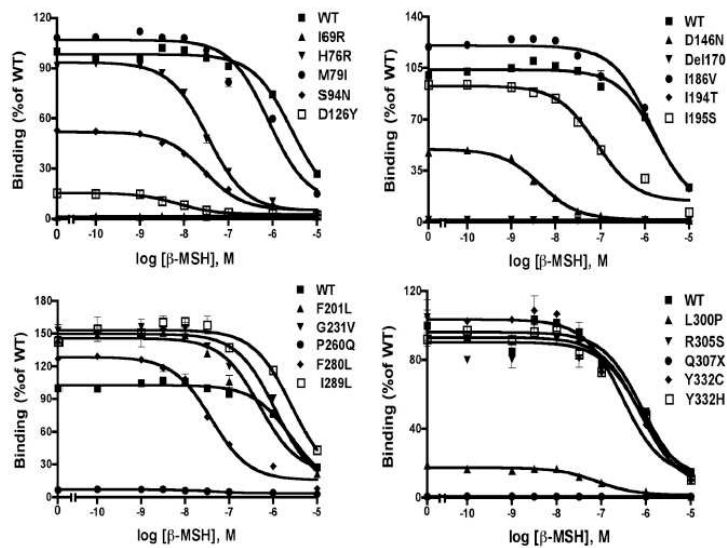 Binding (%of WT)
120
90
60
30
0
0 -10 -9 -8 -7 -6 -5
log [β-MSH], M
WT
I69R
H76R
M79I
S94N
D126Y
Binding (%of WT)
140
105
70
35
0
0 -10 -9 -8 -7 -6 -5
log [β-MSH], M
WT
D146N
Del170
I186V
I194T
I195S
Binding (%of WT)
180
150
120
90
60
30
0
0 -10 -9 -8 -7 -6 -5
log [β-MSH], M
WT
F201L
G231V
P260Q
F280L
I289L
Binding (%of WT)
120
80
40
0
0 -10 -9 -8 -7 -6 -5
log [β-MSH], M
WT
L300P
R305S
Q307X
Y332C
Y332H